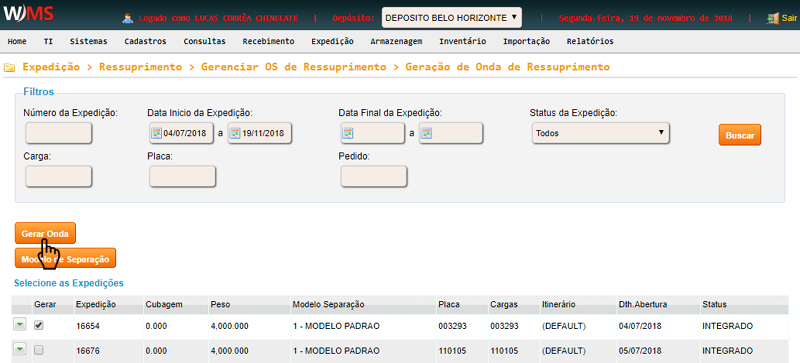 W/MS
Logado como LUCAS CORRÊA CHINELATE | Depósito: DEPOSITO BELO HORIZONTE | Segunda-feira, 19 de novembro de 2018 | Sair
Home TI Sistemas Cadastros Consultas Recebimento Expedição Armazenagem Inventário Importação Relatórios
Expedição > Ressuprimento > Gerenciar OS de Ressuprimento > Geração de Onda de Ressuprimento
Filtros
Número da Expedição: Data Inicio da Expedição: Data Final da Expedição: Status da Expedição:
04/07/2018 a 19/11/2018 a Todos
Buscar
Carga: Placa: Pedido:
Gerar Onda
Modelo de Separação
Selecione as Expedições
Gerar Expedição Cubagem Peso Modelo Separação Placa Cargas Itinerário Dth.Abertura Status
16654 0.000 4,000.000 1 - MODELO PADRAO 003293 003293 (DEFAULT) 04/07/2018 INTEGRADO
16676 0.000 4,000.000 1 - MODELO PADRAO 110105 110105 (DEFAULT) 05/07/2018 INTEGRADO